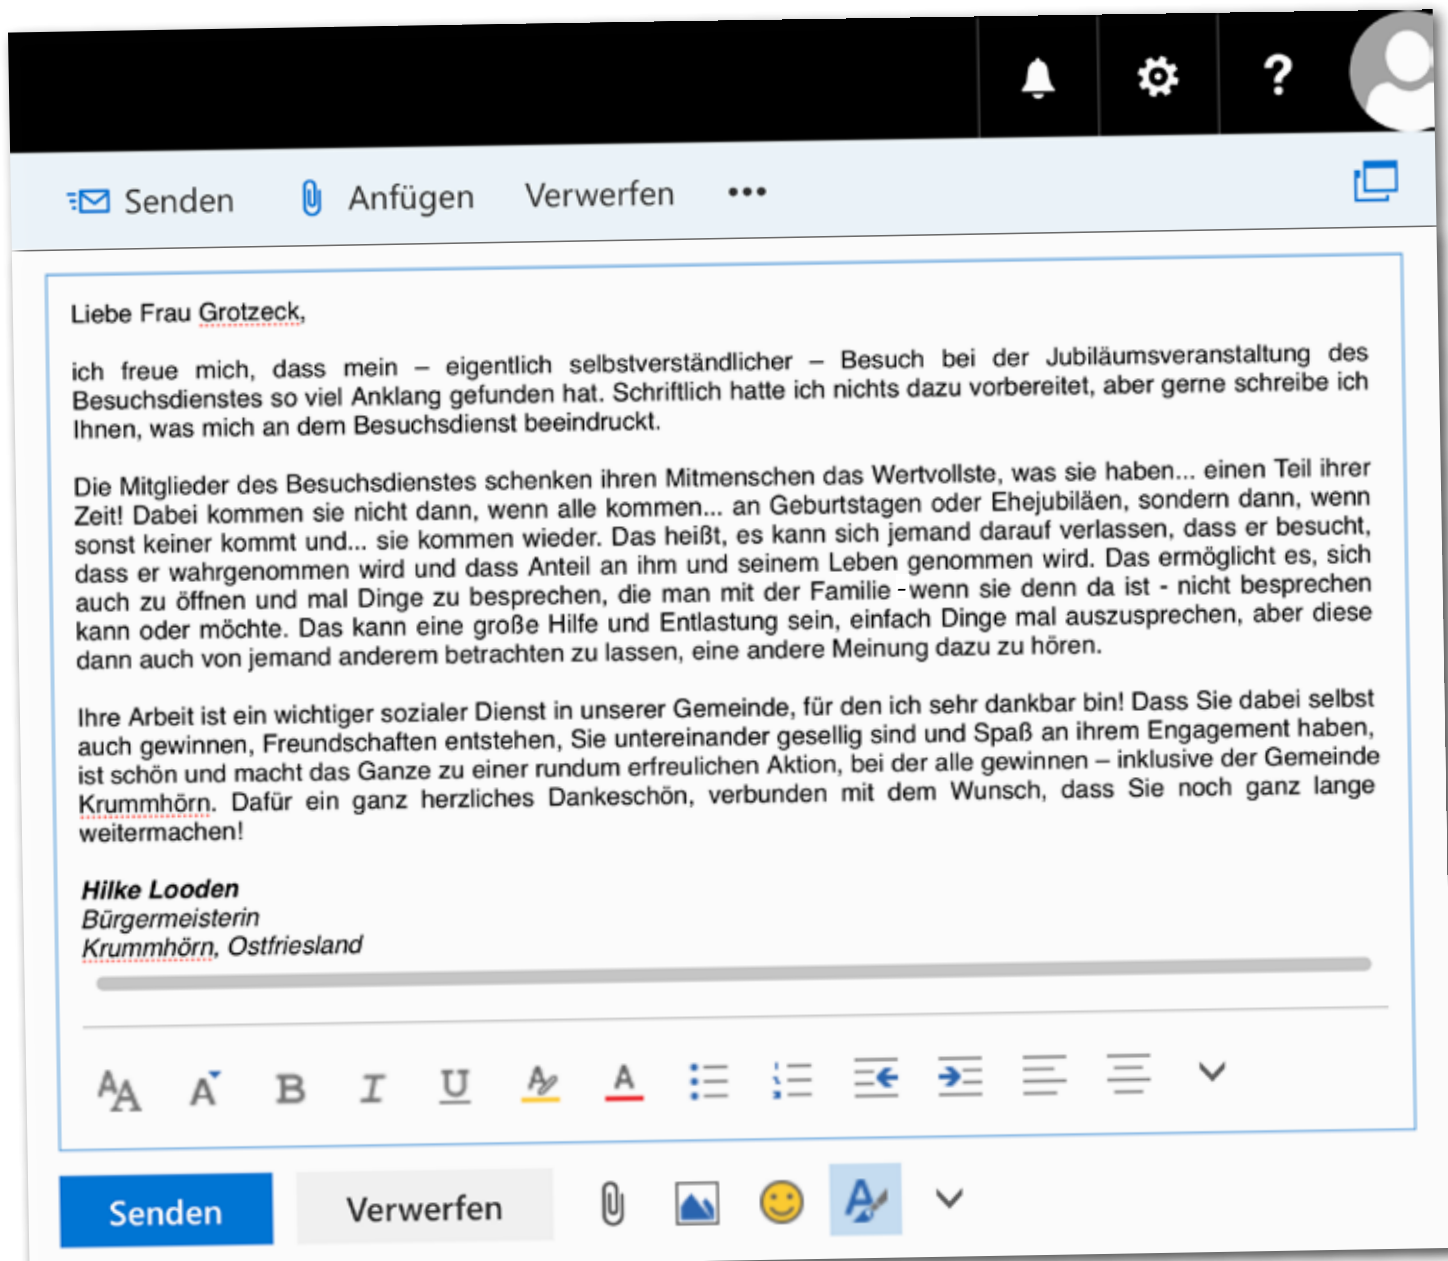 ?
Senden Anfügen Verwerfen •••
Liebe Frau Grotzeck,
ich freue mich, dass mein – eigentlich selbstverständlicher – Besuch bei der Jubiläumsveranstaltung des
Besuchsdienstes so viel Anklang gefunden hat. Schriftlich hatte ich nichts dazu vorbereitet, aber gerne schreibe ich
Ihnen, was mich an dem Besuchsdienst beeindruckt.
Die Mitglieder des Besuchsdienstes schenken ihren Mitmenschen das Wertvollste, was sie haben... einen Teil ihrer
Zeit! Dabei kommen sie nicht dann, wenn alle kommen... an Geburtstagen oder Ehejubiläen, sondern dann, wenn
sonst keiner kommt und... sie kommen wieder. Das heißt, es kann sich jemand darauf verlassen, dass er besucht,
dass er wahrgenommen wird und dass Anteil an ihm und seinem Leben genommen wird. Das ermöglicht es, sich
auch zu öffnen und mal Dinge zu besprechen, die man mit der Familie -wenn sie denn da ist - nicht besprechen
kann oder möchte. Das kann eine große Hilfe und Entlastung sein, einfach Dinge mal auszusprechen, aber diese
dann auch von jemand anderem betrachten zu lassen, eine andere Meinung dazu zu hören.
Ihre Arbeit ist ein wichtiger sozialer Dienst in unserer Gemeinde, für den ich sehr dankbar bin! Dass Sie dabei selbst
auch gewinnen, Freundschaften entstehen, Sie untereinander gesellig sind und Spaß an ihrem Engagement haben,
ist schön und macht das Ganze zu einer rundum erfreulichen Aktion, bei der alle gewinnen – inklusive der Gemeinde
Krummhörn. Dafür ein ganz herzliches Dankeschön, verbunden mit dem Wunsch, dass Sie noch ganz lange
weitermachen!
Hilke Looden
Bürgermeisterin
Krummhörn, Ostfriesland
AA A B I U A A
Senden Verwerfen A